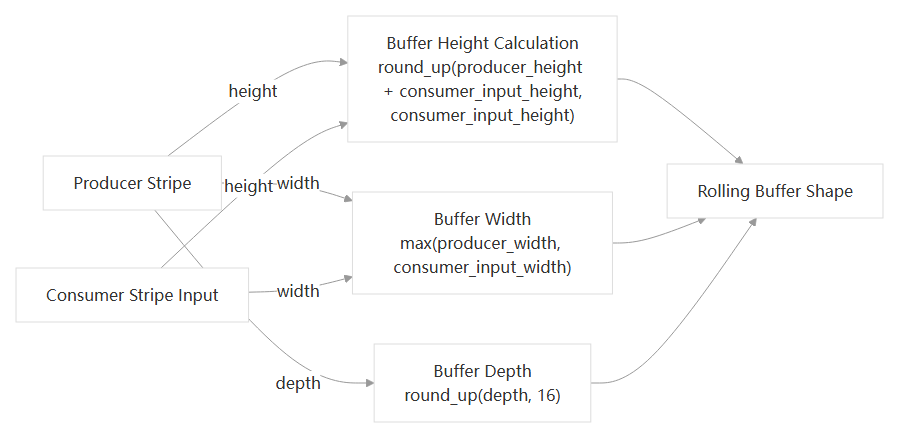 Buffer Height Calculation
round_up(producer_height
+ consumer_input_height,
consumer_input_height)
height
Producer Stripe
height
width
Rolling Buffer Shape
Buffer Width
max(producer_width,
consumer_input_width)
Consumer Stripe Input
width
Buffer Depth
round_up(depth, 16)
depth